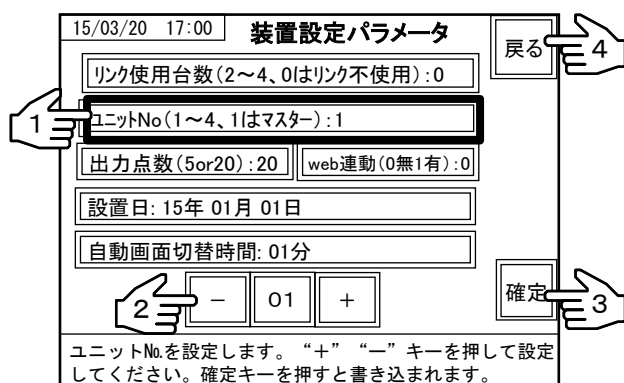 15/03/20 17:00
装置設定パラメータ
戻る
4
リンク使用台数(2～4、0はリンク不使用):0
1
ユニットNo(1～4、1はマスター):1
出力点数(5or20):20
web連動(0無1有):0
設置日: 15年 01月 01日
自動画面切替時間: 01分
2
－
01
＋
確定
3
ユニット№を設定します。“＋”“－”キーを押して設定
してください。確定キーを押すと書き込まれます。